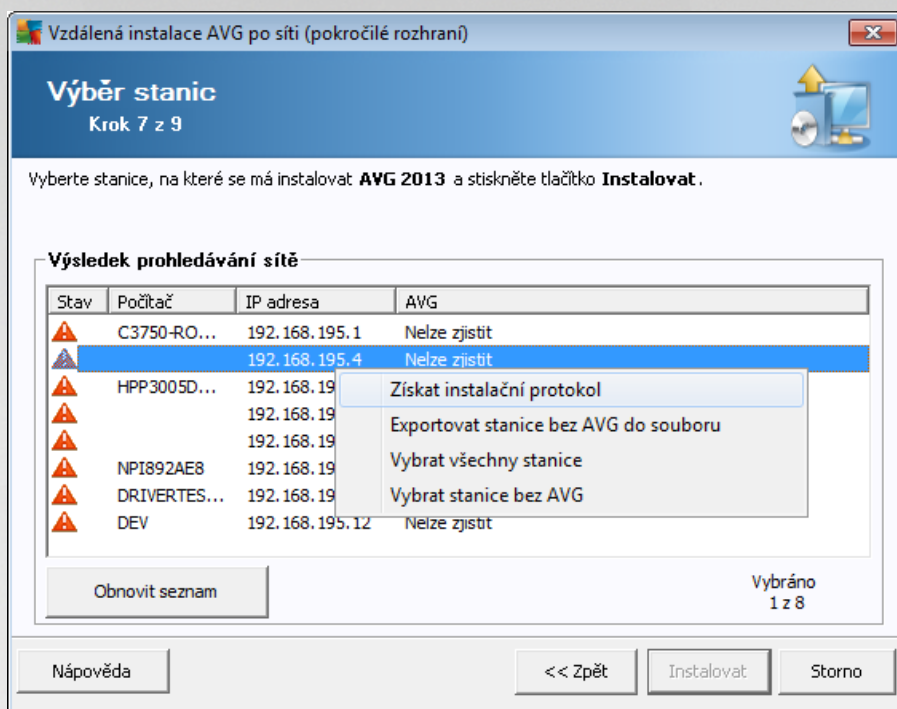 Vzdálená instalace AVG po síti (pokročilé rozhraní)
Výběr stanic
Krok 7 z 9
Vyberte stanice, na které se má instalovat AVG 2013 a stiskněte tlačítko Instalovat.
Výsledek prohledávání sítě
Stav Počítač IP adresa AVG
C3750-RO... 192.168.195.1 Nelze zjistit
192.168.195.4 Nelze zjistit
HPP3005D... 192.168.19
192.168.19
192.168.19
NPI892AE8 192.168.19
DRIVERTES... 192.168.19
DEV 192.168.195.12 Nelze zjistit
Získat instalační protokol
Exportovat stanice bez AVG do souboru
Vybrat všechny stanice
Vybrat stanice bez AVG
Obnovit seznam
Vybráno
1 z 8
Nápověda << Zpět Instalovat Storno